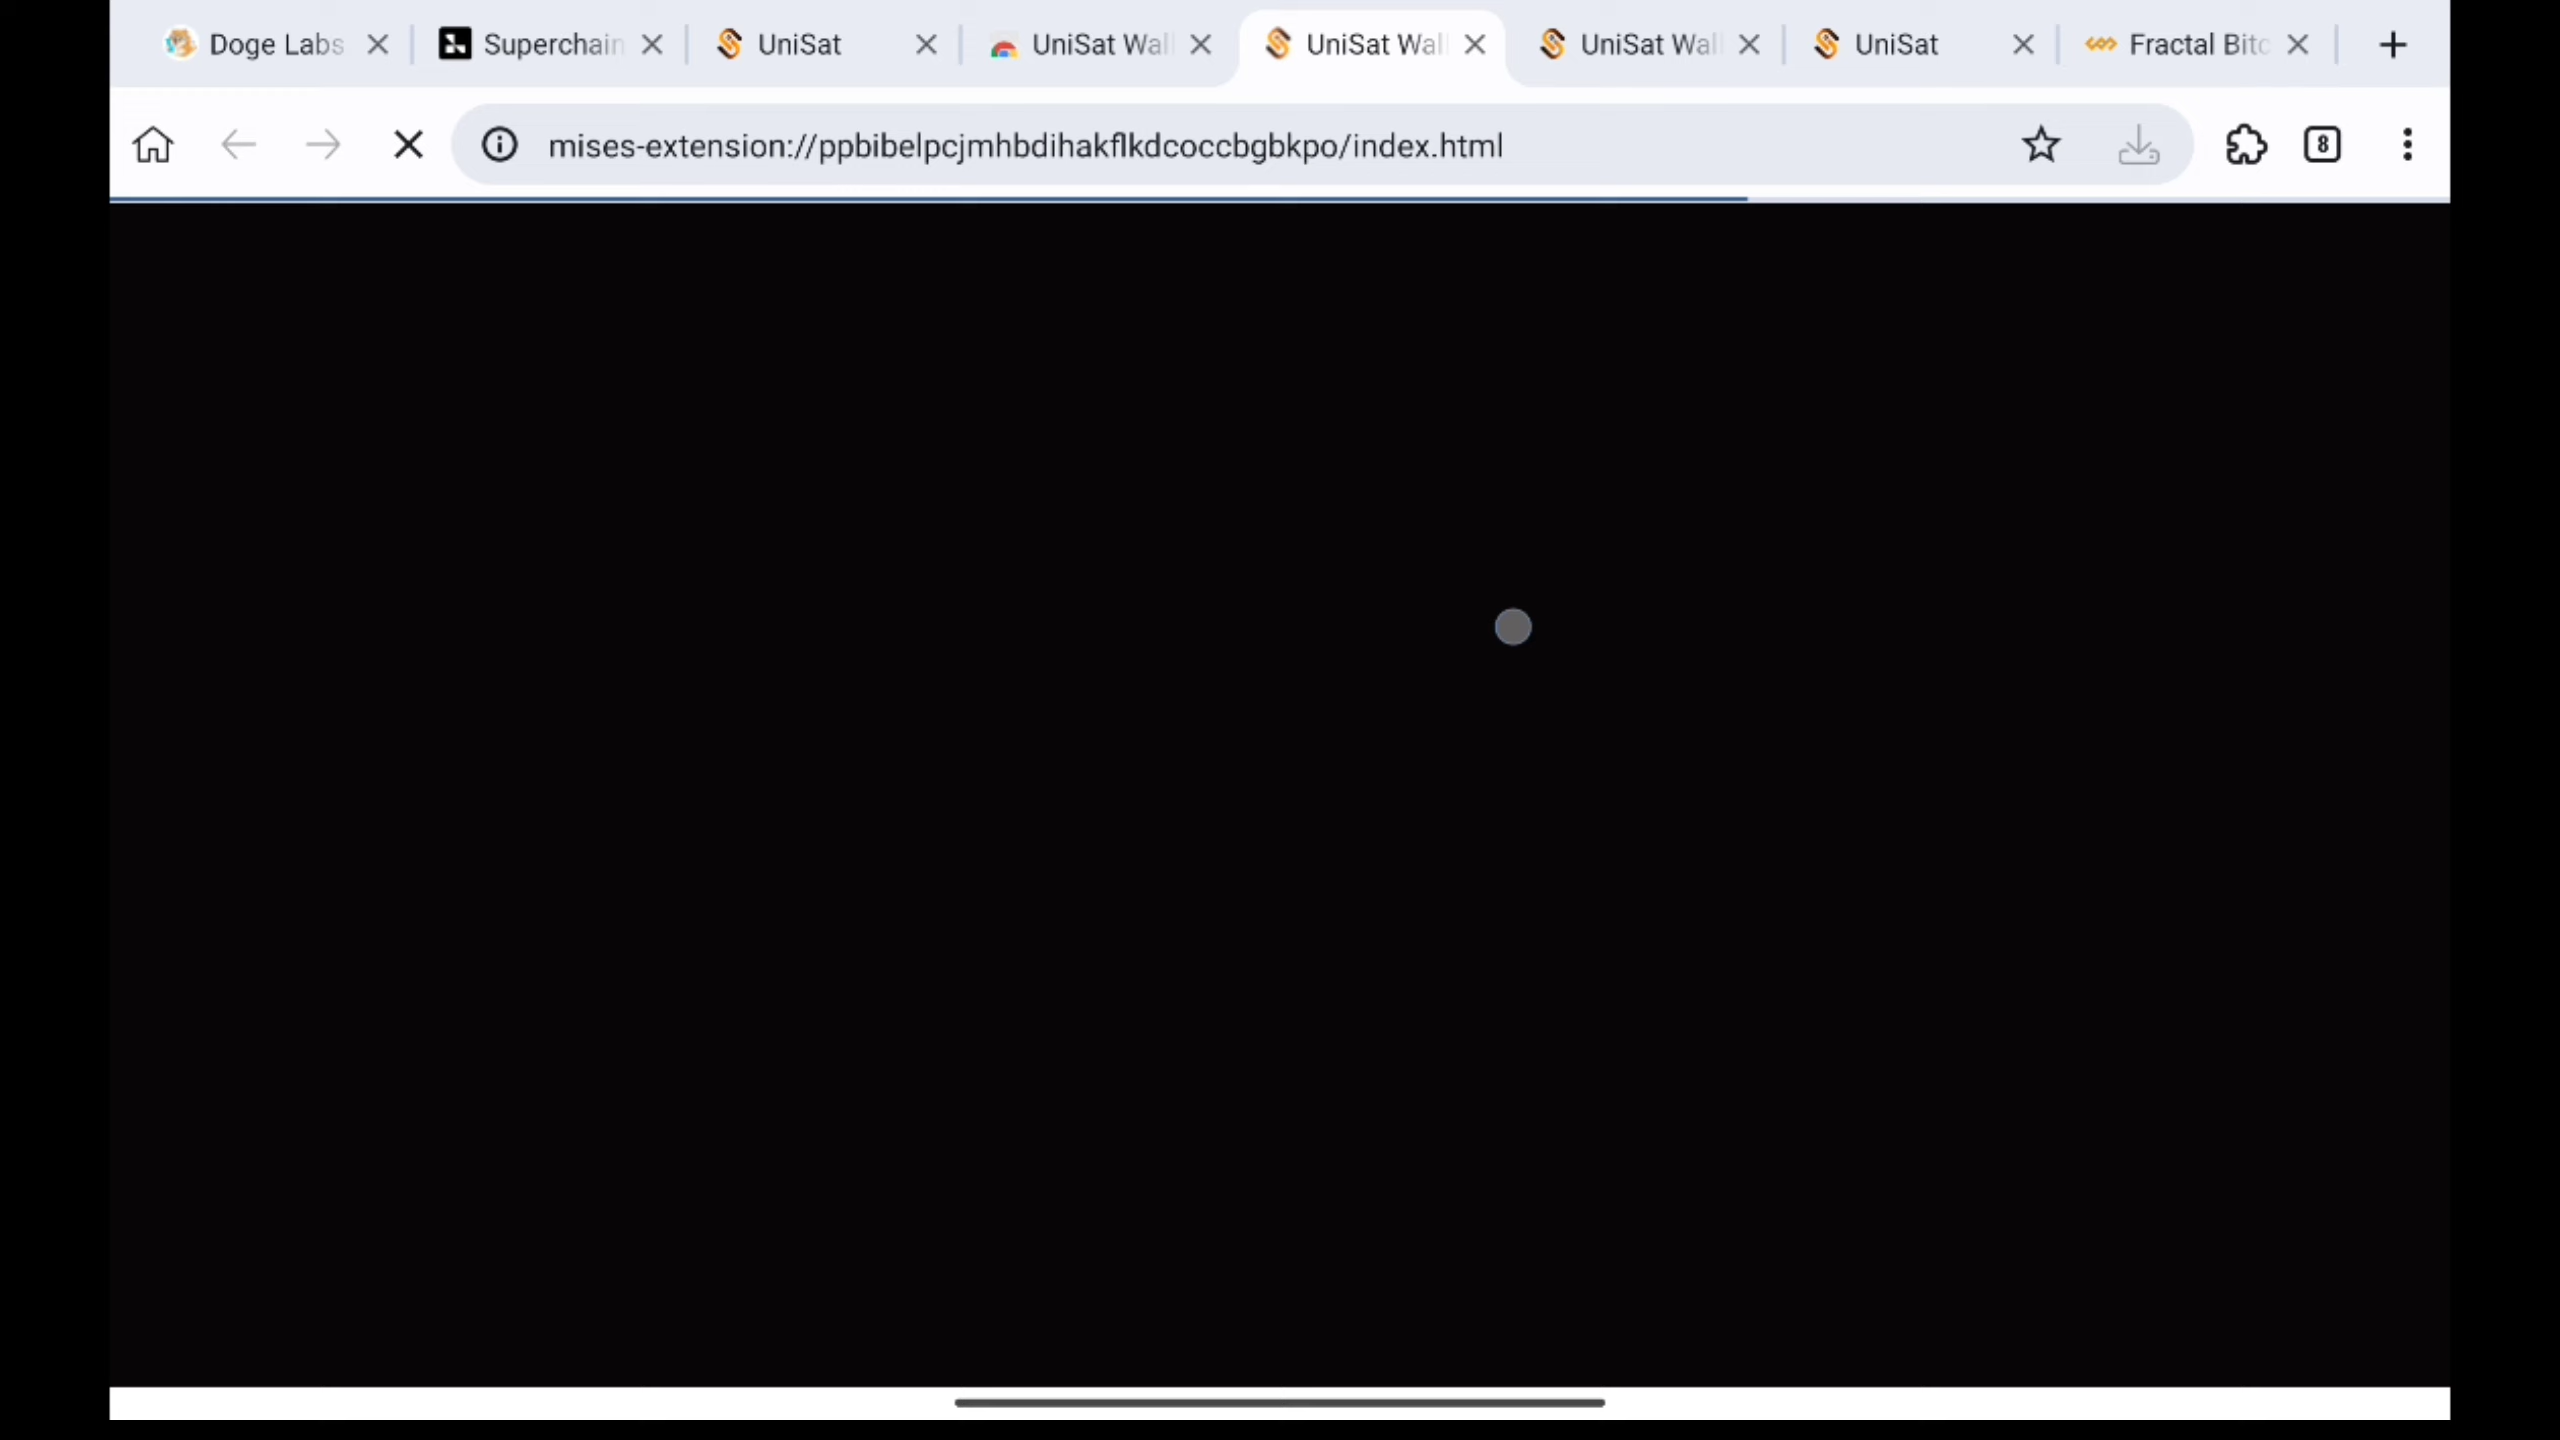 Doge Labs
Superchain
UniSat
UniSat Wal
UniSat Wal
UniSat Wal
UniSat
Fractal Bitc
mises-extension://ppbibelpcjmhbdihakflkdcoccbgbkpo/index.html
8